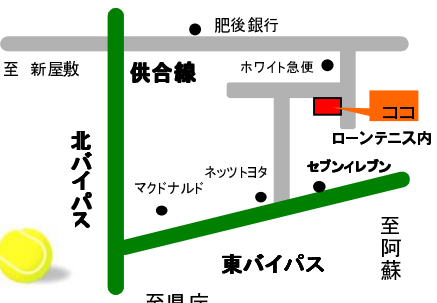 肥後銀行
至 新屋敷
供合線
ホワイト急便
ココ
ローンテニス内
北バイパス
ネッツトヨタ
セブンイレブン
マクドナルド
東バイパス
至阿蘇
至県庁